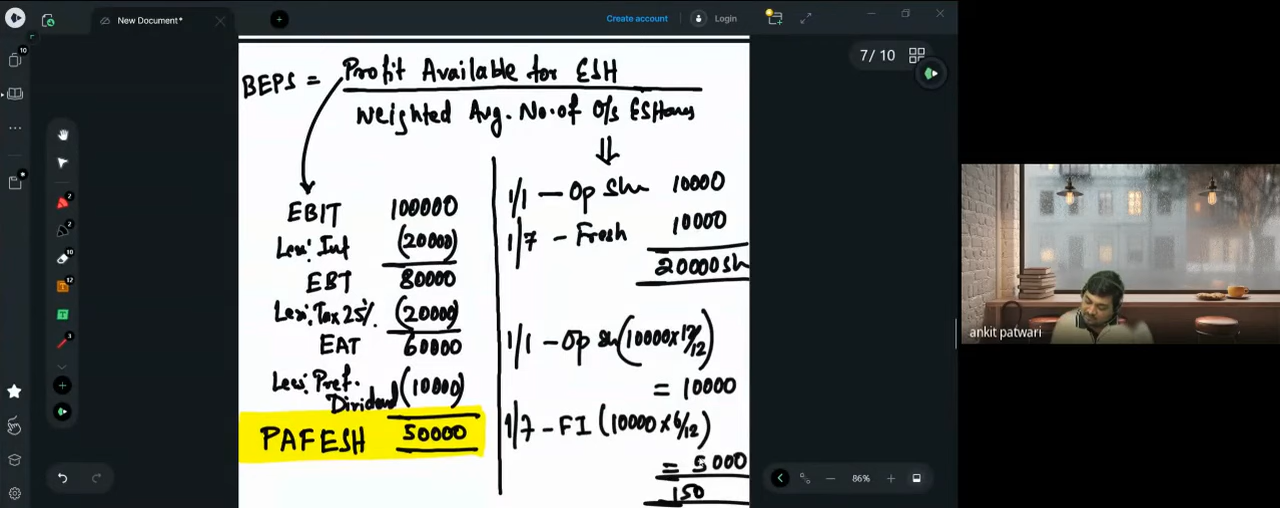 New Document*
Create account
Login
7 / 10
BEPS = Profit Available for ESH
Weighted Avg. No. of O/s EShares
EBIT 100000
Less: Int (20000)
EBT 80000
Less: Tax 25%. (20000)
EAT 60000
Less: Pref. Dividend (10000)
PAFESH 50000
1/1 — Op Sh 10000
1/7 - Fresh 10000
20000 sh
1/1 - Op sh (10000 x 12/12)
= 10000
1/7 - FI (10000 x 6/12)
= 5000
150
ankit patwari
86%